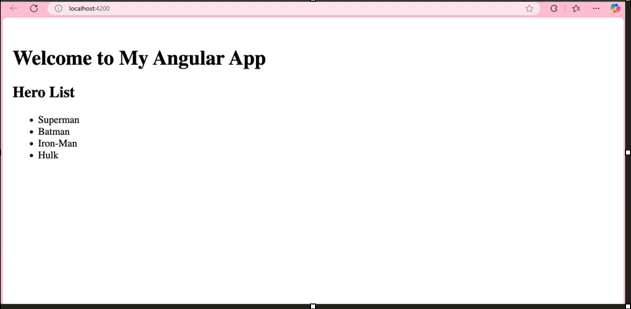 localhost:4200
Welcome to My Angular App
Hero List
Superman
Batman
Iron-Man
Hulk